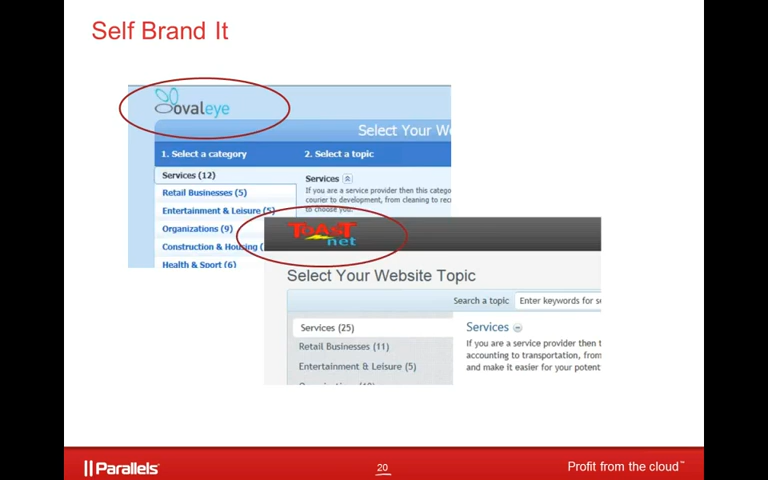 Self Brand It
ovaleye
Select Your W
1. Select a category
2. Select a topic
Services (12)
Services
Retail Businesses (5)
If you are a service provider then this catego
courier to development, from cleaning to rec
Entertainment & Leisure (5)
to choose you.
Organizations (9)
Construction & Housing (
Health & Sport (6)
TOAST
net
Select Your Website Topic
Search a topic
Enter keywords for se
Services (25)
Services
Retail Businesses (11)
If you are a service provider then t
accounting to transportation, from
Entertainment & Leisure (5)
and make it easier for your potent
Parallels
20
Profit from the cloud™